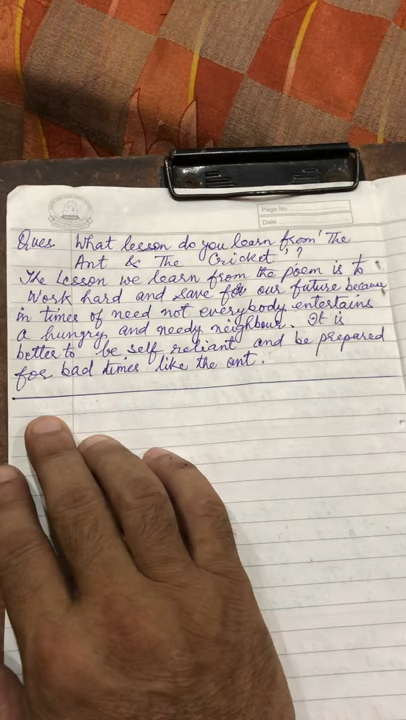 Page No
Date
Ques What lesson do you learn from 'The
Ant & The Cricket'?
The Lesson we learn from the poem is to
work hard and save for our future because
in times of need not everybody entertains
a hungry and needy neighbour. It is
better to be self reliant and be prepared
for bad times like the ant.